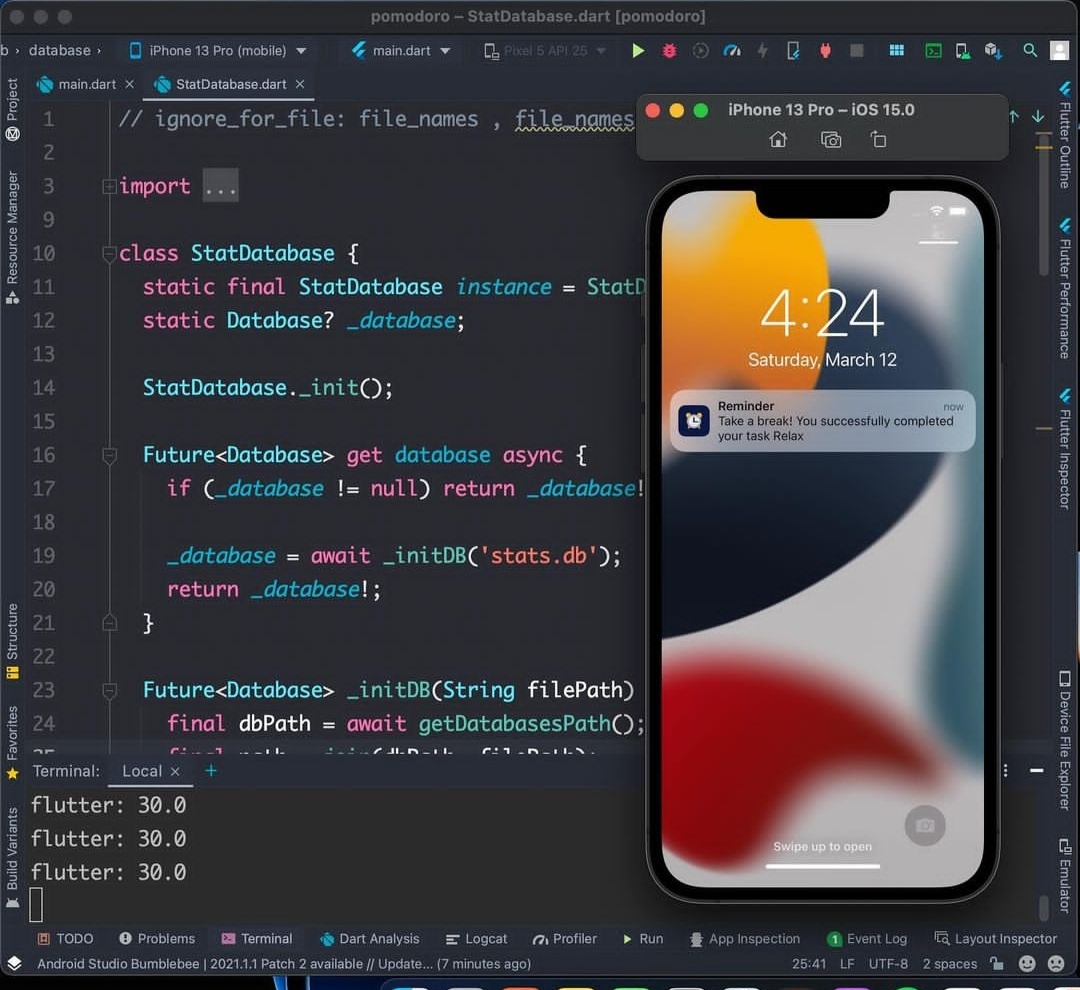 pomodoro – StatDatabase.dart [pomodoro]
b › database › iPhone 13 Pro (mobile) main.dart Pixel 5 API 25
main.dart StatDatabase.dart
Project
Resource Manager
Structure
Favorites
Build Variants
1 // ignore_for_file: file_names , file_names
2
3 import ...
9
10 class StatDatabase {
11 static final StatDatabase instance = StatD
12 static Database? _database;
13
14 StatDatabase._init();
15
16 Future<Database> get database async {
17 if (_database != null) return _database!
18
19 _database = await _initDB('stats.db');
20 return _database!;
21 }
22
23 Future<Database> _initDB(String filePath)
24 final dbPath = await getDatabasesPath();
iPhone 13 Pro – iOS 15.0
4:24
Saturday, March 12
Reminder now
Take a break! You successfully completed
your task Relax
Swipe up to open
Flutter Outline
Flutter Performance
Flutter Inspector
Device File Explorer
Emulator
Terminal: Local +
flutter: 30.0
flutter: 30.0
flutter: 30.0
TODO Problems Terminal Dart Analysis Logcat Profiler Run App Inspection 1 Event Log Layout Inspector
Android Studio Bumblebee | 2021.1.1 Patch 2 available // Update... (7 minutes ago) 25:41 LF UTF-8 2 spaces